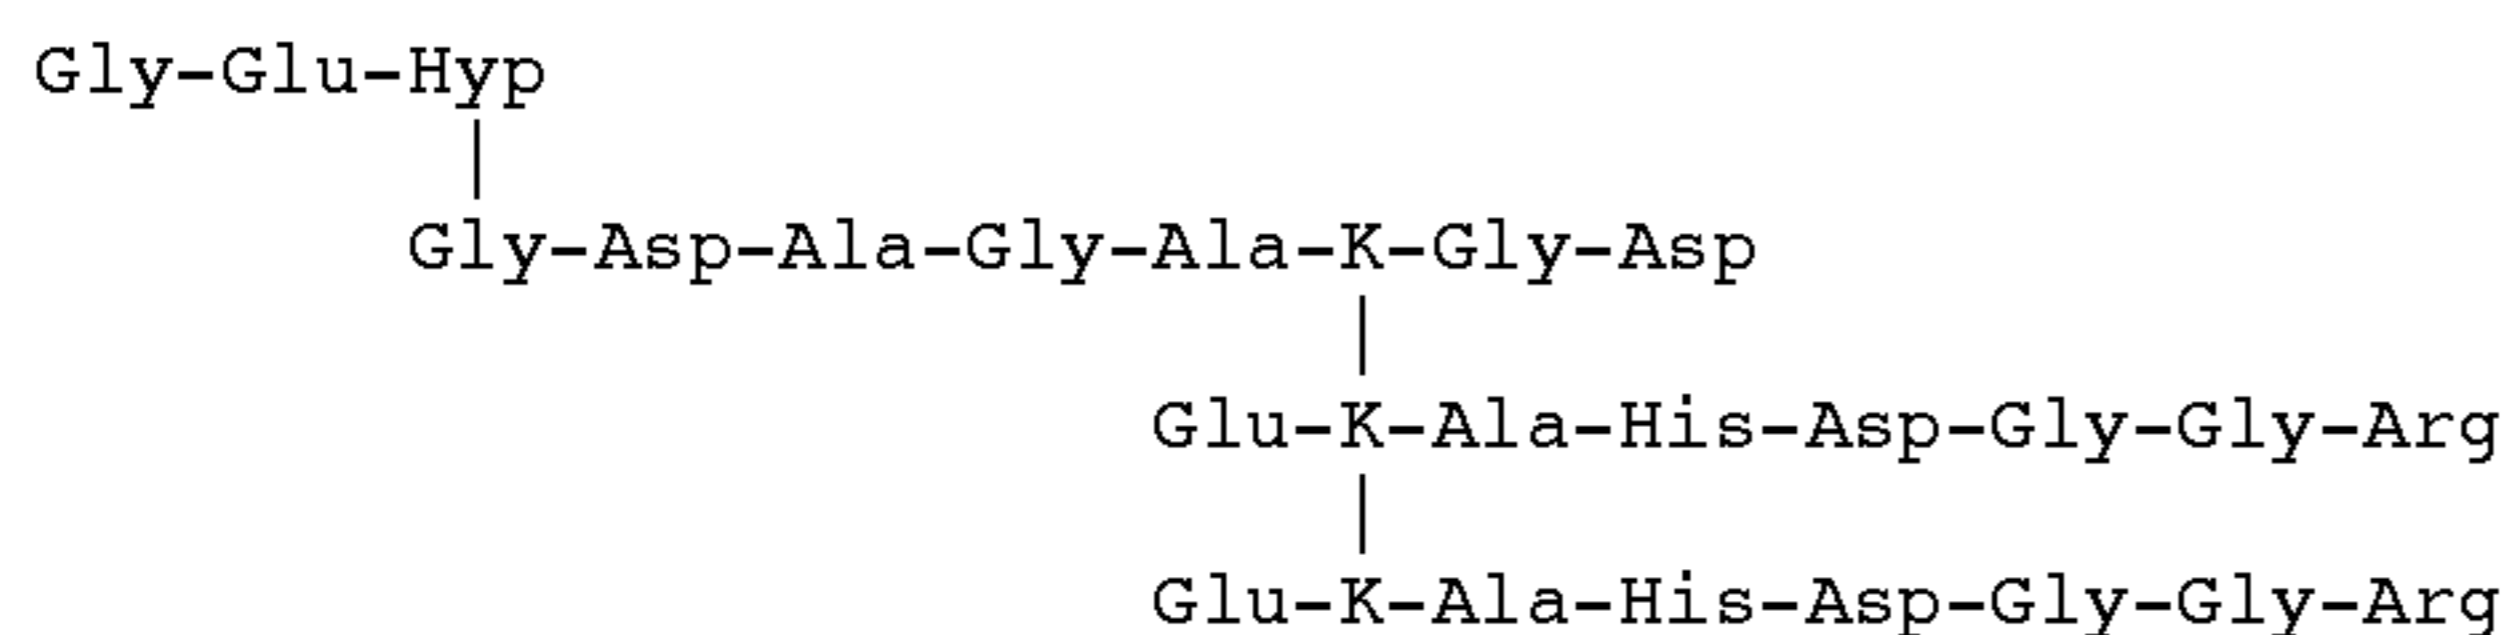 Gly-Glu-Hyp
Gly-Asp-Ala-Gly-Ala-K-Gly-Asp
Glu-K-Ala-His-Asp-Gly-Gly-Arg
Glu-K-Ala-His-Asp-Gly-Gly-Arg